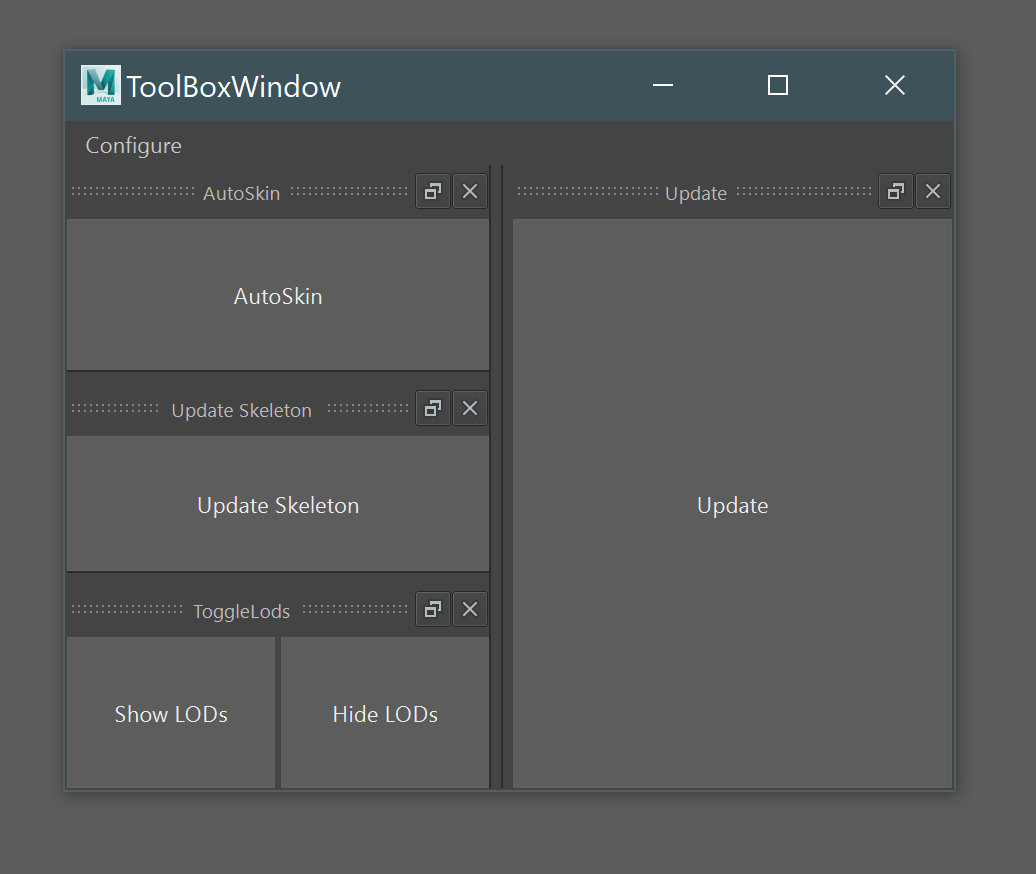 MAYA
ToolBoxWindow
Configure
AutoSkin
AutoSkin
Update Skeleton
Update Skeleton
ToggleLods
Show LODs
Hide LODs
Update
Update